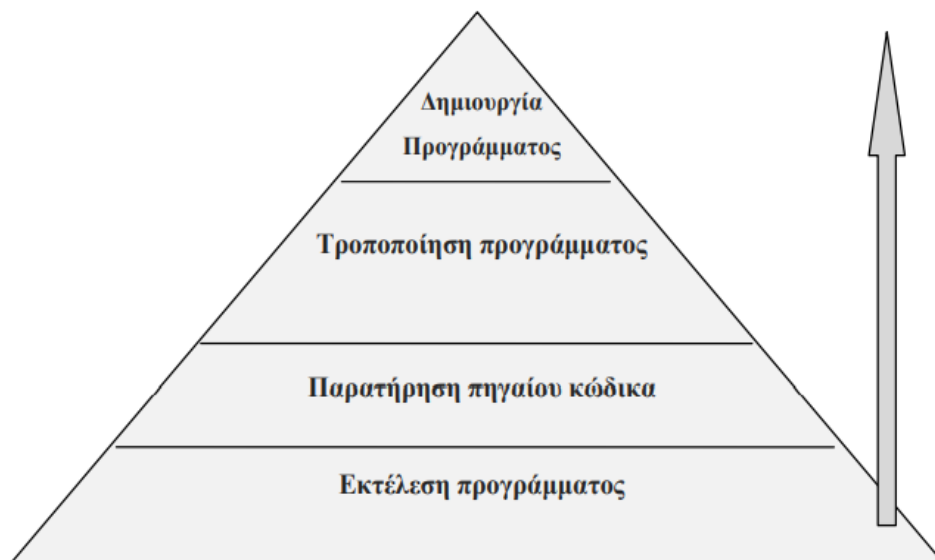 Δημιουργία
Προγράμματος
Τροποποίηση προγράμματος
Παρατήρηση πηγαίου κώδικα
Εκτέλεση προγράμματος